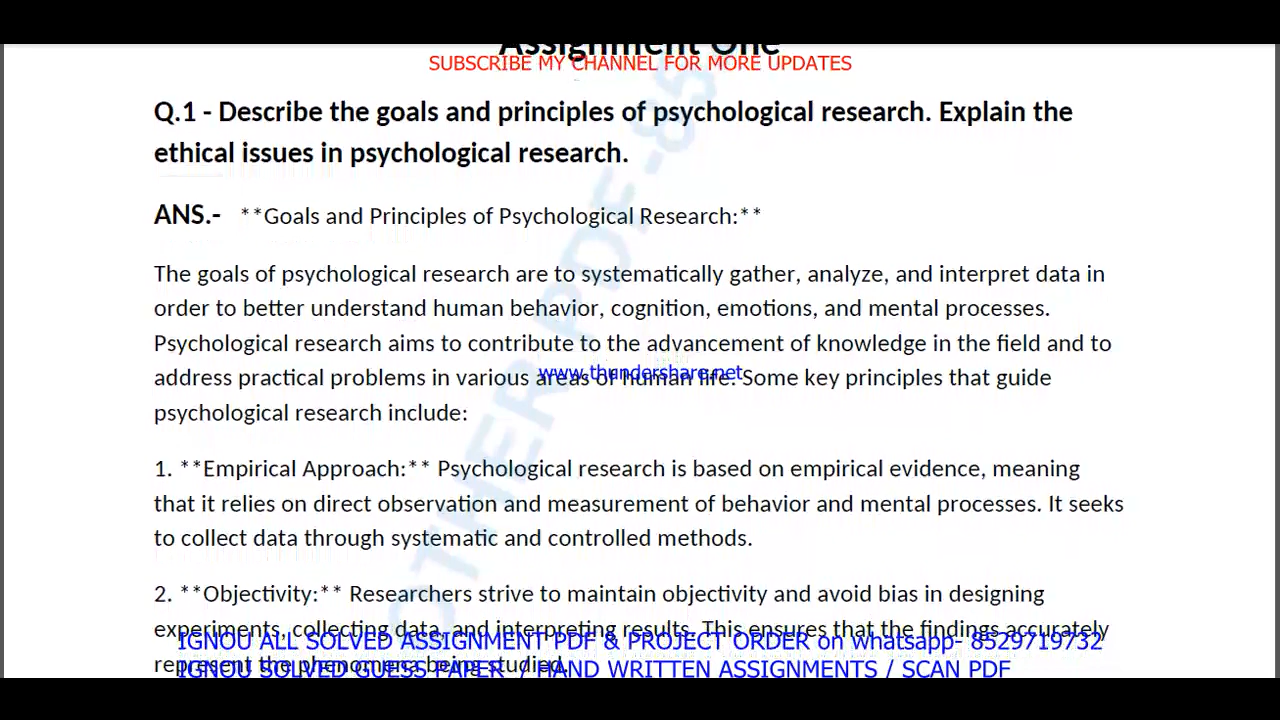 Assignment One
SUBSCRIBE MY CHANNEL FOR MORE UPDATES
Q.1 - Describe the goals and principles of psychological research. Explain the
ethical issues in psychological research.
ANS.- **Goals and Principles of Psychological Research:**
The goals of psychological research are to systematically gather, analyze, and interpret data in
order to better understand human behavior, cognition, emotions, and mental processes.
Psychological research aims to contribute to the advancement of knowledge in the field and to
address practical problems in various areas of human life. Some key principles that guide
www.thundershare.net
psychological research include:
1. **Empirical Approach:** Psychological research is based on empirical evidence, meaning
that it relies on direct observation and measurement of behavior and mental processes. It seeks
to collect data through systematic and controlled methods.
2. **Objectivity:** Researchers strive to maintain objectivity and avoid bias in designing
experiments, collecting data, and interpreting results. This ensures that the findings accurately
IGNOU ALL SOLVED ASSIGNMENT PDF & PROJECT ORDER on whatsapp- 8529719732
represent the phenomena being studied.
IGNOU SOLVED GUESS PAPER / HAND WRITTEN ASSIGNMENTS / SCAN PDF
OTHER PDF-85